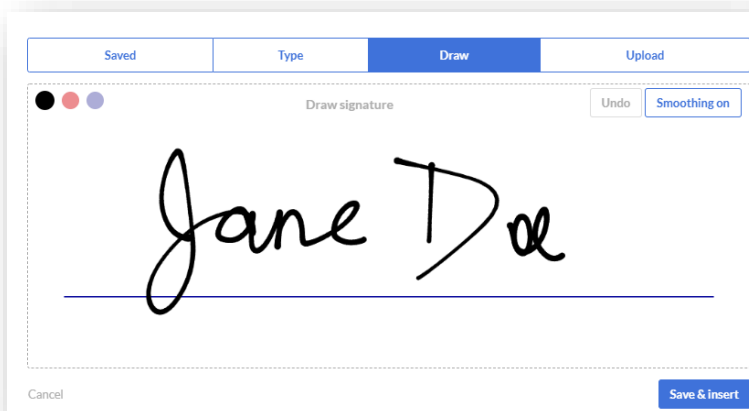 Saved Type Draw Upload
Draw signature Undo Smoothing on
Jane Doe
Cancel Save & insert